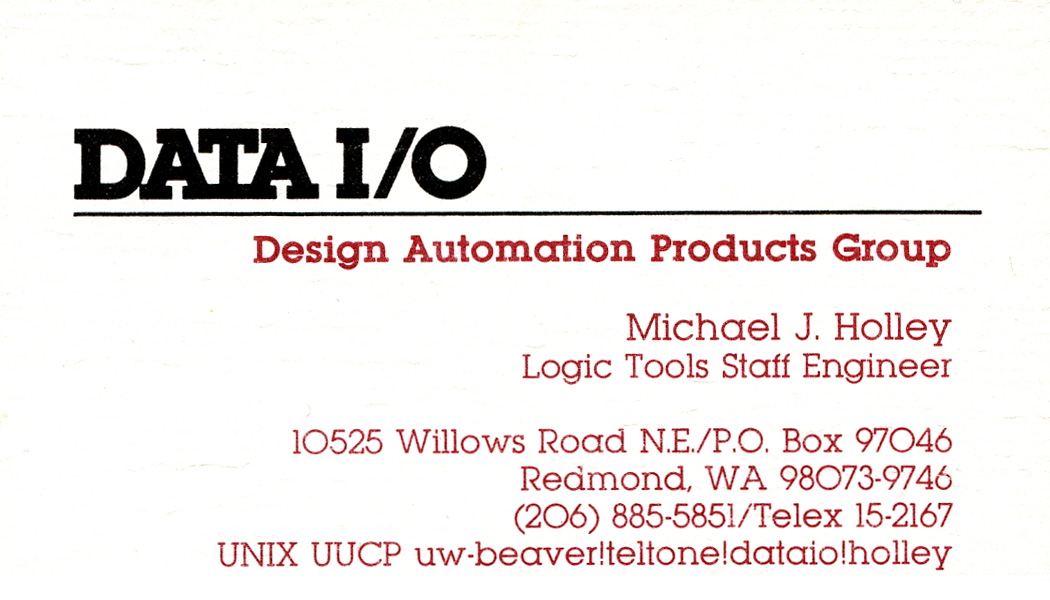 DATA I/O
Design Automation Products Group
Michael J. Holley
Logic Tools Staff Engineer
10525 Willows Road N.E./P.O. Box 97046
Redmond, WA 98073-9746
(206) 885-5851/Telex 15-2167
UNIX UUCP uw-beaver!teltone!dataio!holley